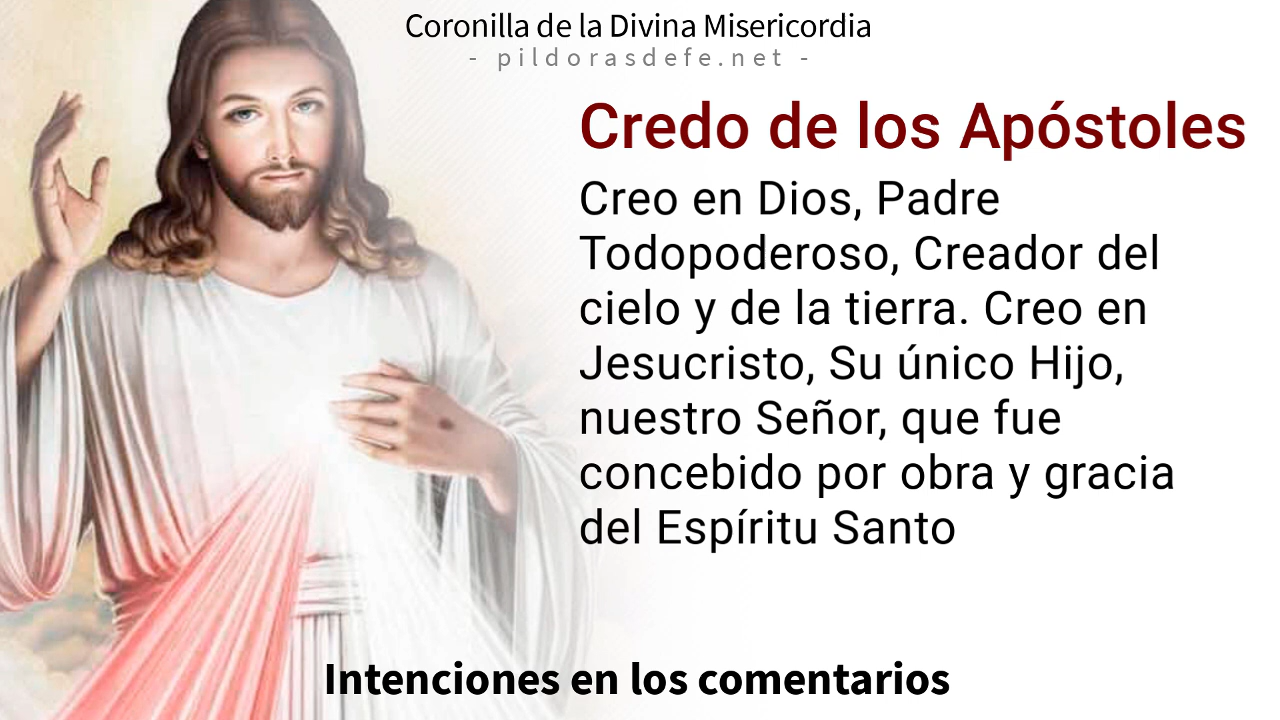 Coronilla de la Divina Misericordia
- pildorasdefe.net -
Credo de los Apóstoles
Creo en Dios, Padre
Todopoderoso, Creador del
cielo y de la tierra. Creo en
Jesucristo, Su único Hijo,
nuestro Señor, que fue
concebido por obra y gracia
del Espíritu Santo
Intenciones en los comentarios